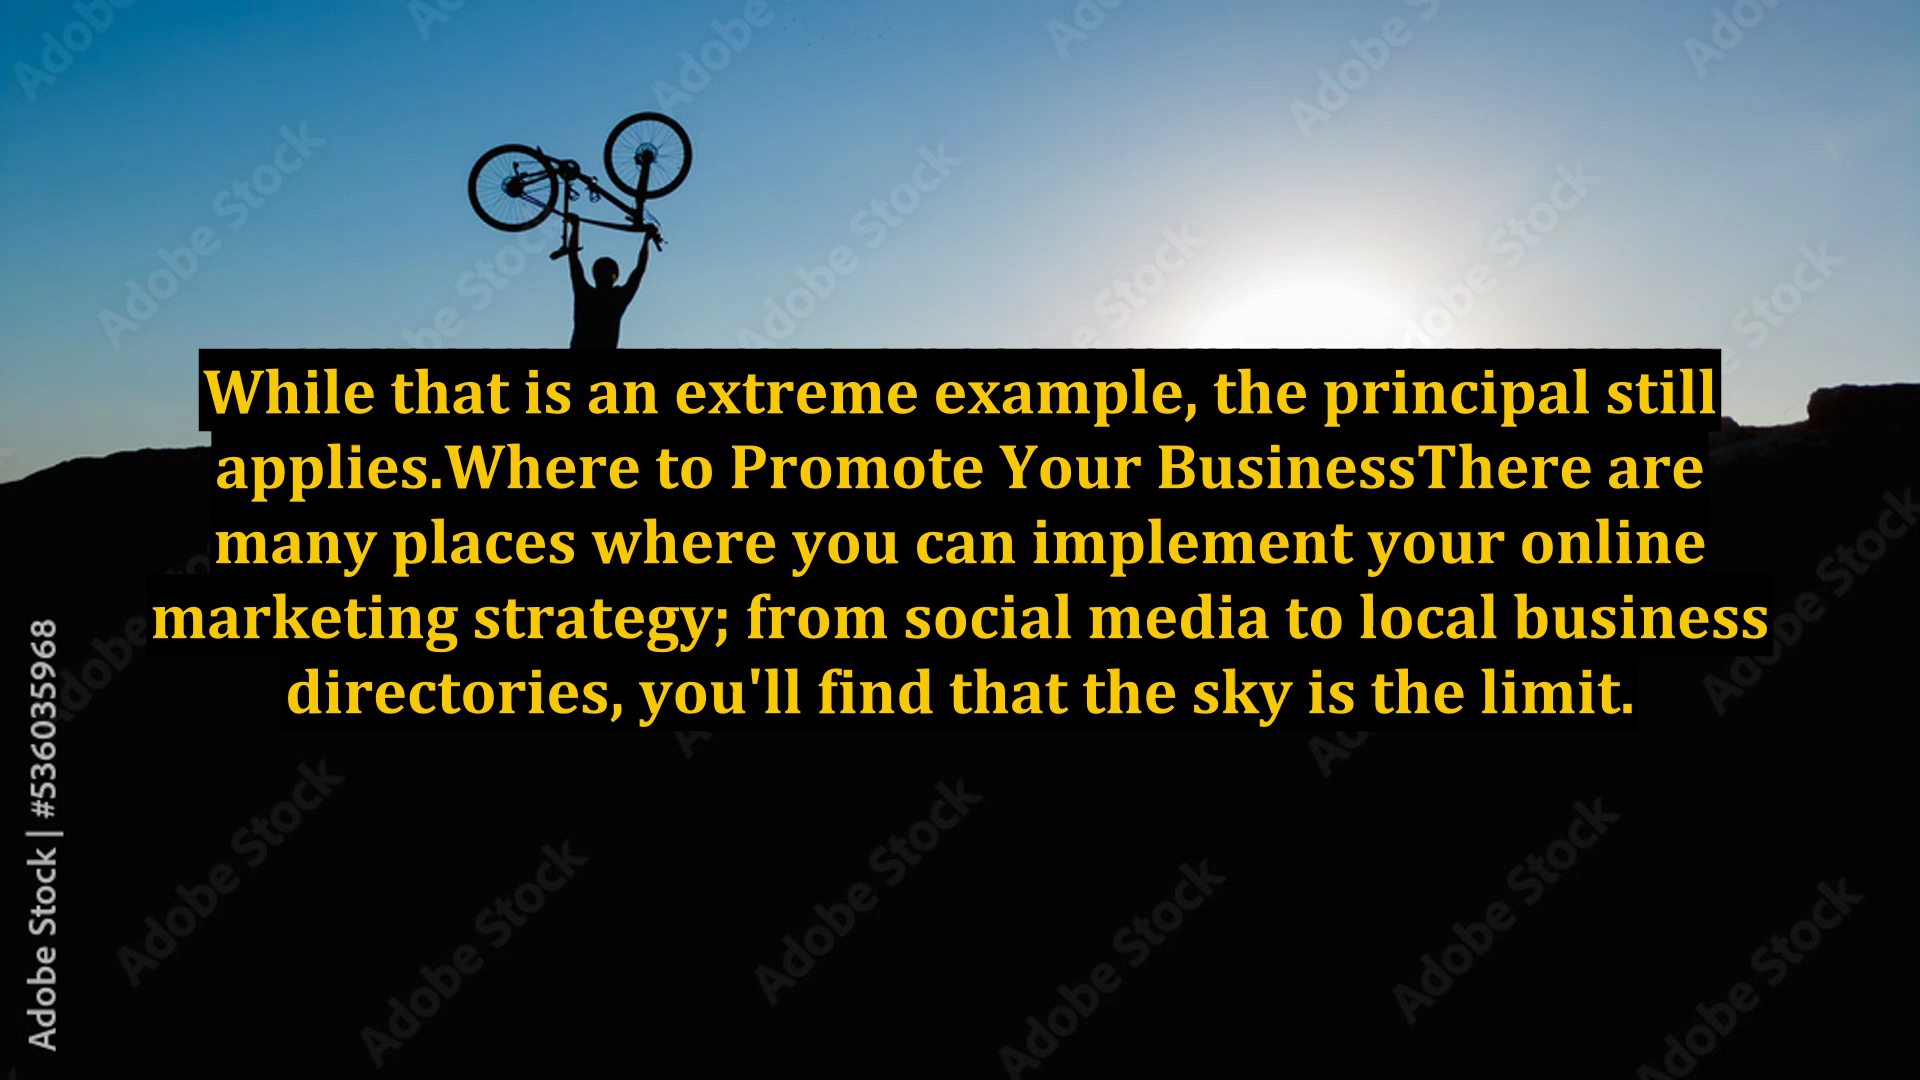 While that is an extreme example, the principal still
applies.Where to Promote Your BusinessThere are
many places where you can implement your online
marketing strategy; from social media to local business
directories, you'll find that the sky is the limit.
Adobe Stock | #536035968